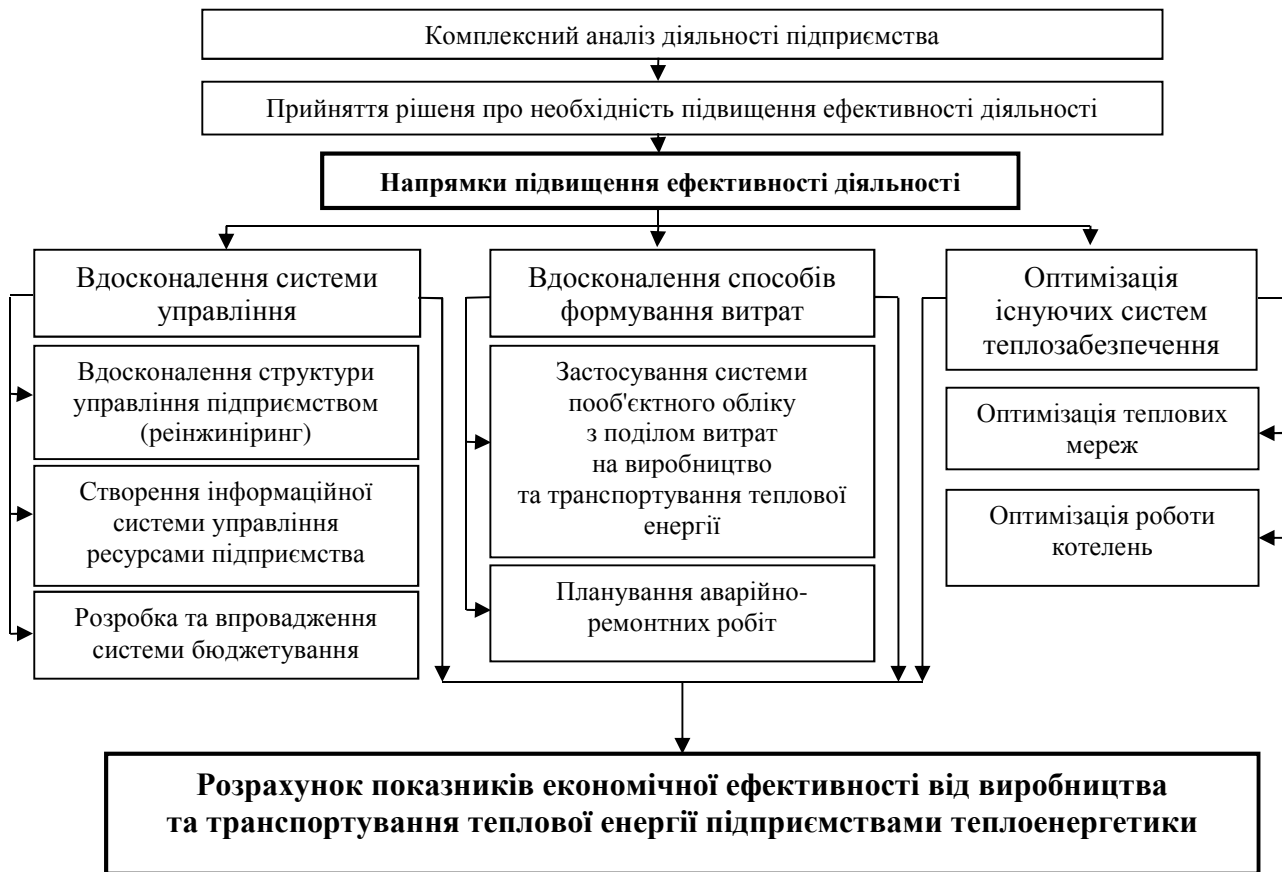 Комплексний аналіз діяльності підприємства
Прийняття рішеня про необхідність підвищення ефективності діяльності
Напрямки підвищення ефективності діяльності
Вдосконалення системи
управління
Вдосконалення структури
управління підприємством
(реінжиніринг)
Створення інформаційної
системи управління
ресурсами підприємства
Розробка та впровадження
системи бюджетування
Вдосконалення способів
формування витрат
Застосування системи
пооб'єктного обліку
з поділом витрат
на виробництво
та транспортування теплової
енергії
Планування аварійно-
ремонтних робіт
Оптимізація
існуючих систем
теплозабезпечення
Оптимізація теплових
мереж
Оптимізація роботи
котелень
Розрахунок показників економічної ефективності від виробництва
та транспортування теплової енергії підприємствами теплоенергетики